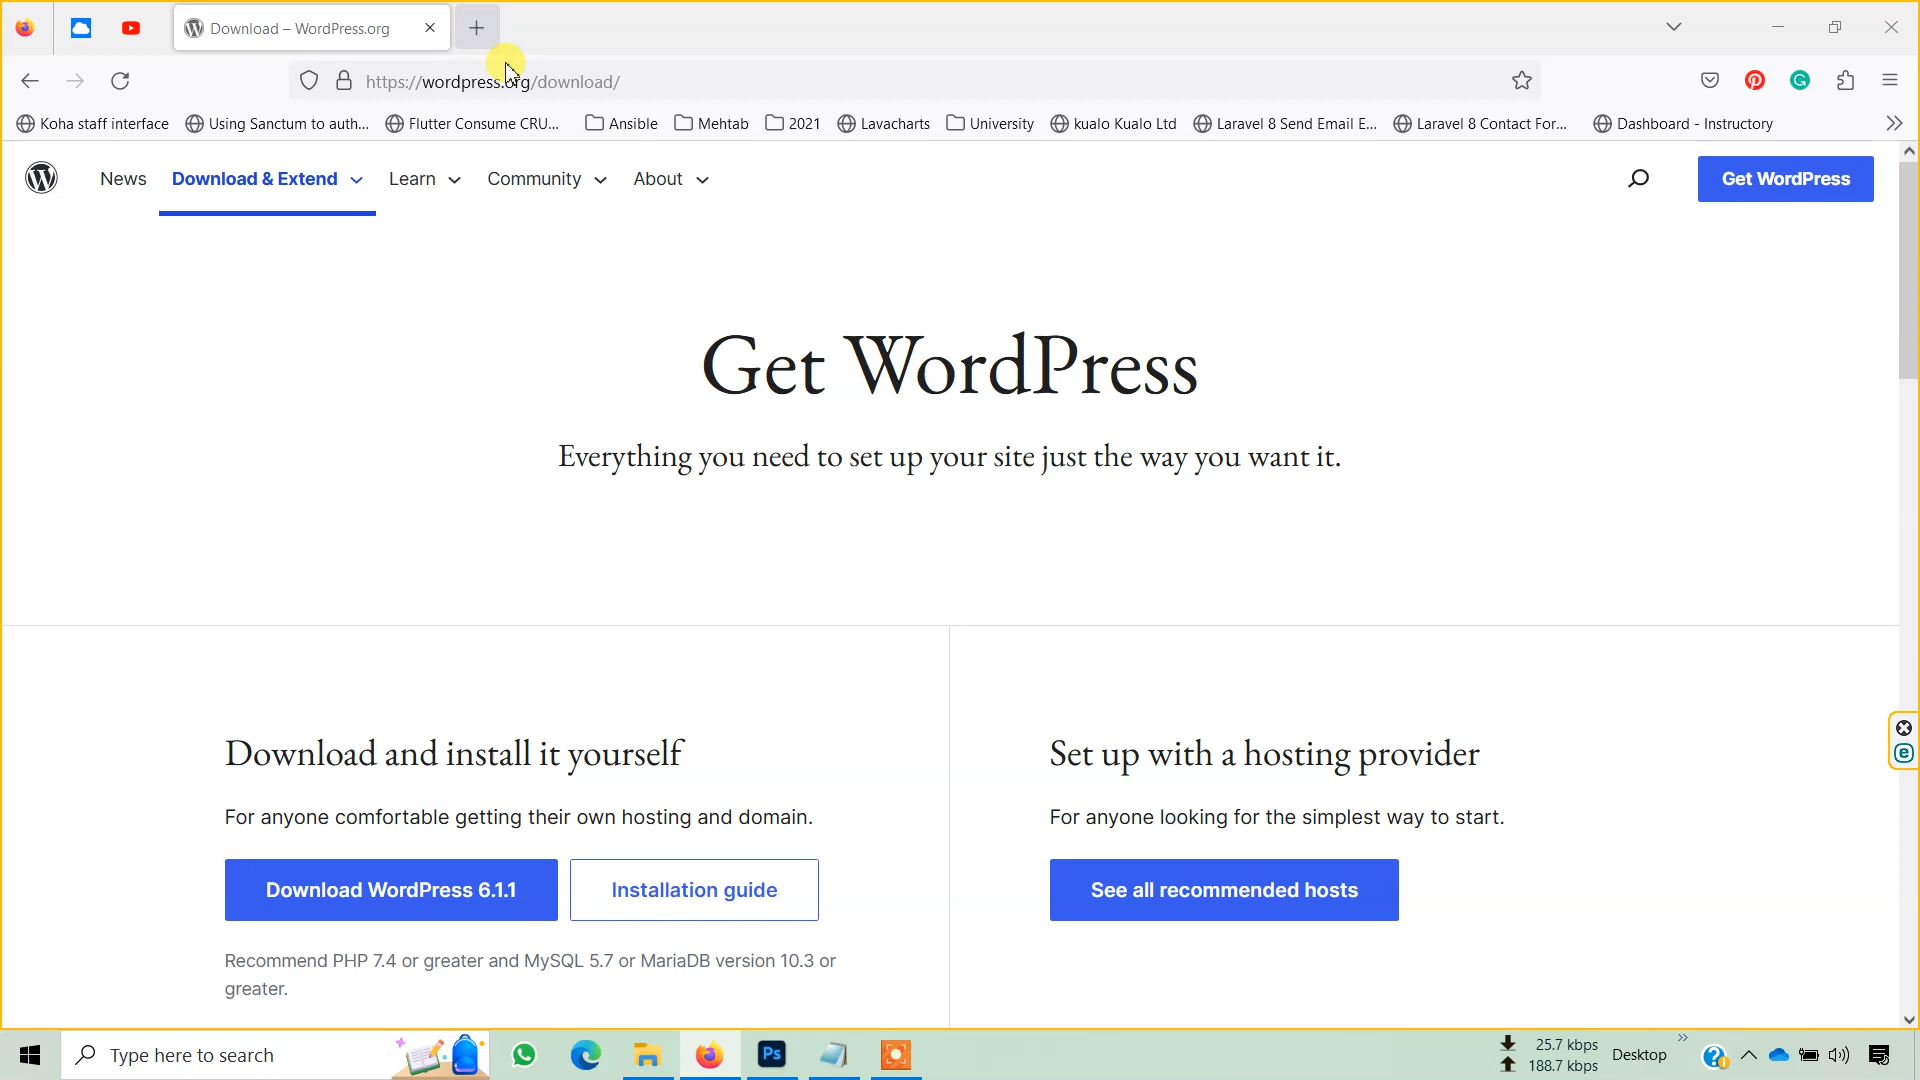 Download – WordPress.org
https://wordpress.org/download/
Koha staff interface Using Sanctum to auth... Flutter Consume CRU... Ansible Mehtab 2021 Lavacharts University kualo Kualo Ltd Laravel 8 Send Email E... Laravel 8 Contact For... Dashboard - Instructory
News Download & Extend Learn Community About Get WordPress
Get WordPress
Everything you need to set up your site just the way you want it.
Download and install it yourself
For anyone comfortable getting their own hosting and domain.
Download WordPress 6.1.1 Installation guide
Recommend PHP 7.4 or greater and MySQL 5.7 or MariaDB version 10.3 or
greater.
Set up with a hosting provider
For anyone looking for the simplest way to start.
See all recommended hosts
Type here to search
Ps
25.7 kbps
188.7 kbps
Desktop